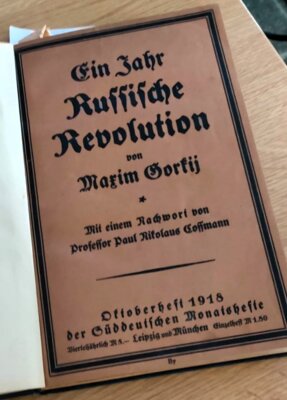 Ein Jahr
Russische
Revolution
von
Maxim Gorkij
*
Mit einem Nachwort von
Professor Paul Nikolaus Cossmann
Oktoberheft 1918
der Süddeutschen Monatshefte
Vierteljährlich M 5.— Leipzig und München Einzelheft M 1.80